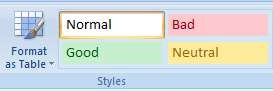 Normal Bad
Format
as Table
Good Neutral
Styles